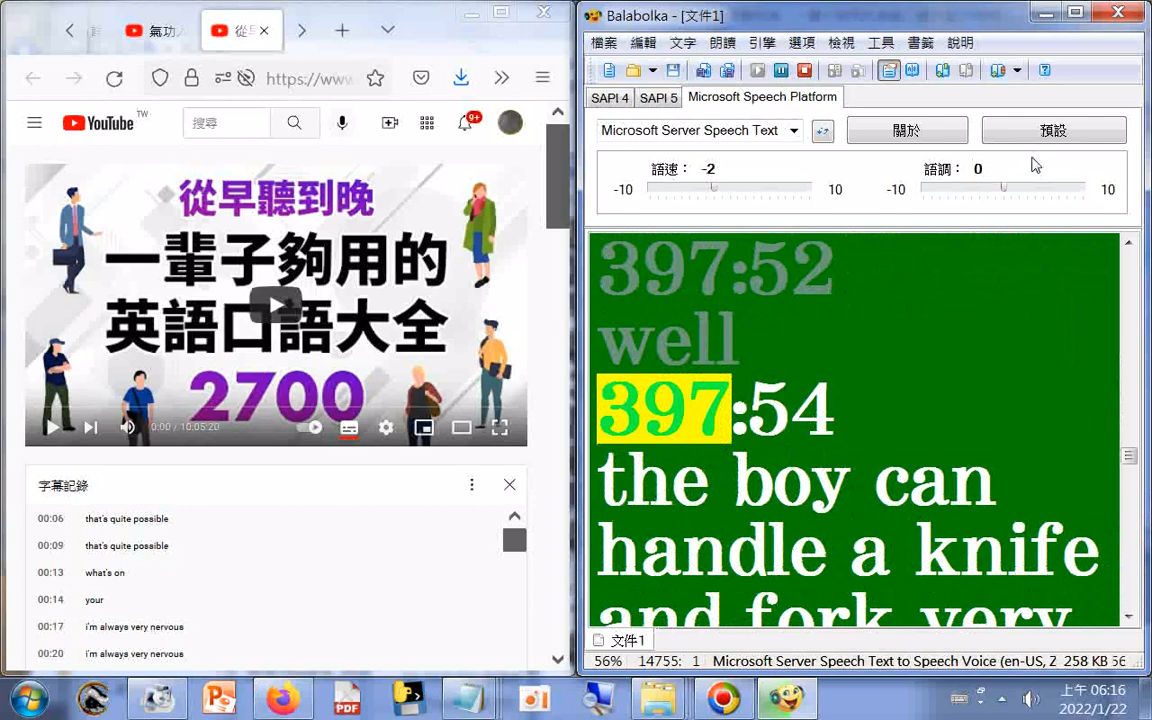 氣功人
從
https://www.
YouTube TW
搜尋
9+
從早聽到晚
一輩子夠用的
英語口語大全
2700
0:00 / 10:05:20
字幕記錄
00:06 that's quite possible
00:09 that's quite possible
00:13 what's on
00:14 your
00:17 i'm always very nervous
00:20 i'm always very nervous
Balabolka - [文件1]
檔案 編輯 文字 朗讀 引擎 選項 檢視 工具 書籤 說明
SAPI 4 SAPI 5 Microsoft Speech Platform
Microsoft Server Speech Text 關於 預設
語速： -2 語調： 0
-10 10 -10 10
397:52
well
397:54
the boy can
handle a knife
and fork very
文件1
56% 14755: 1 Microsoft Server Speech Text to Speech Voice (en-US, Z 258 KB 56
PDF
上午 06:16
2022/1/22